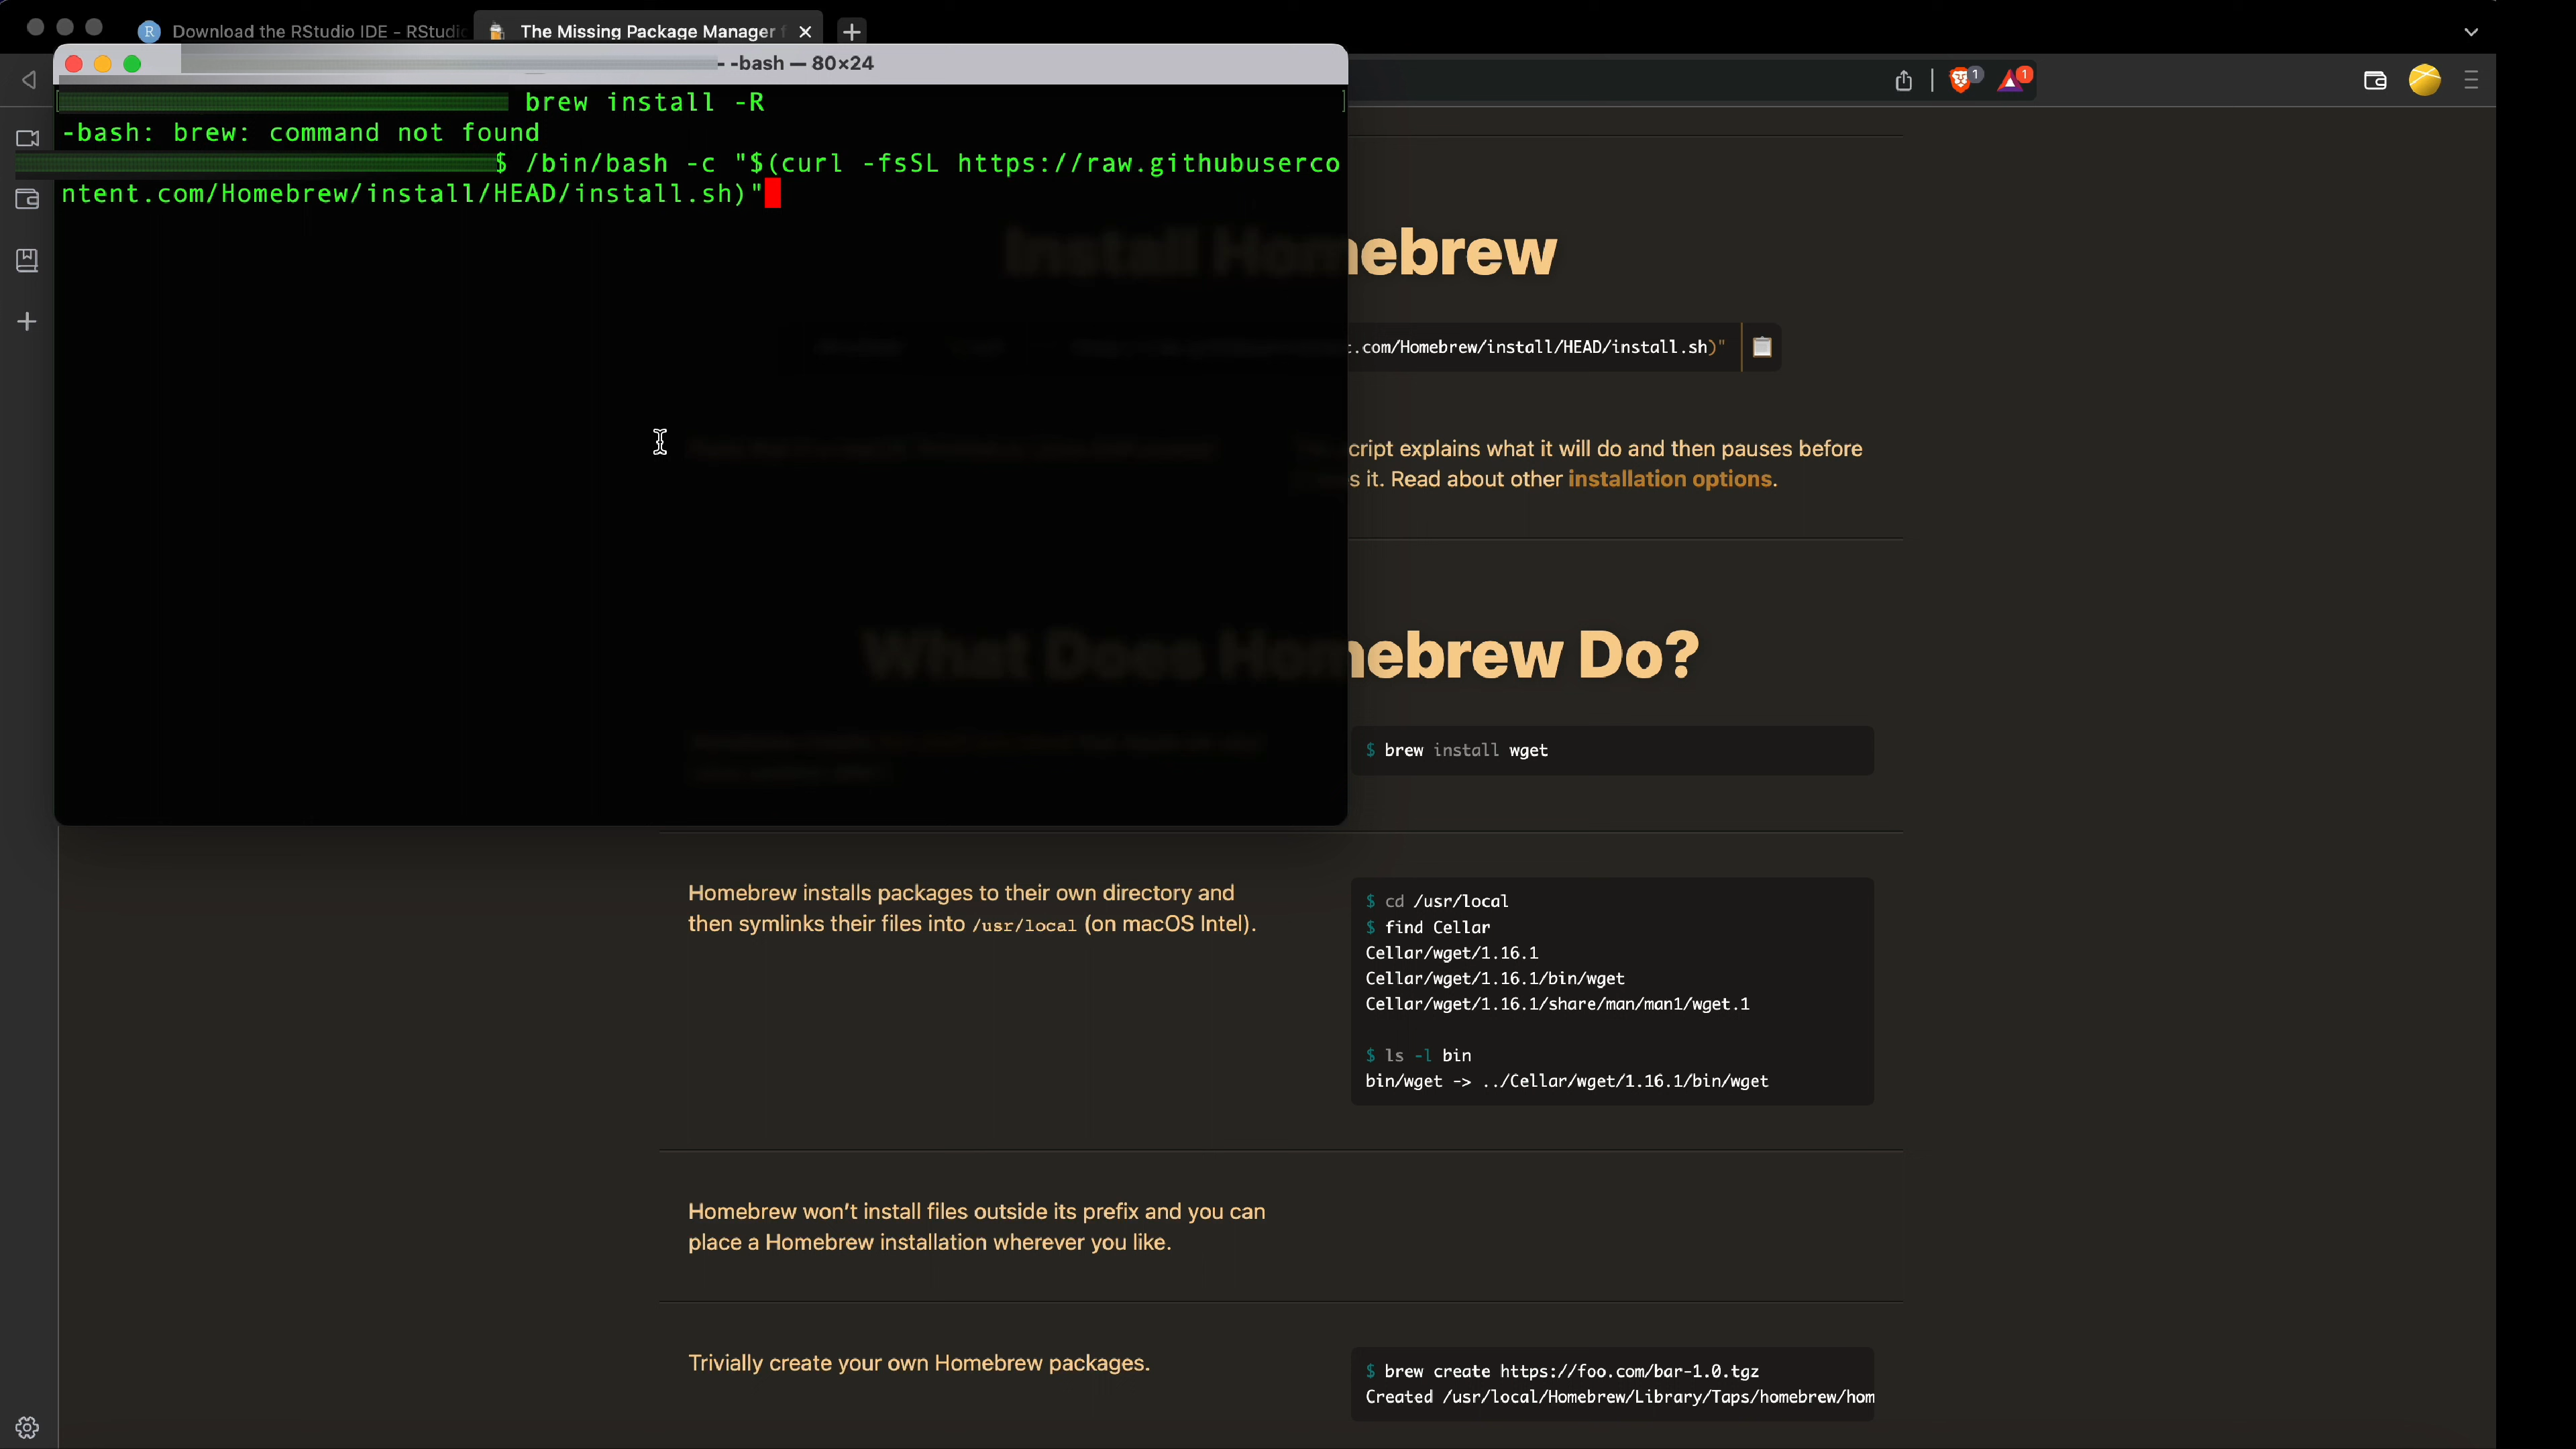 Download the RStudio IDE - RStudio
The Missing Package Manager f
- -bash — 80×24
1
1
brew install -R
-bash: brew: command not found
$ /bin/bash -c "$(curl -fsSL https://raw.githubuserco
ntent.com/Homebrew/install/HEAD/install.sh)"
Install Homebrew
.com/Homebrew/install/HEAD/install.sh)"
cript explains what it will do and then pauses before
s it. Read about other installation options.
What Does Homebrew Do?
$ brew install wget
Homebrew installs packages to their own directory and
then symlinks their files into /usr/local (on macOS Intel).
$ cd /usr/local
$ find Cellar
Cellar/wget/1.16.1
Cellar/wget/1.16.1/bin/wget
Cellar/wget/1.16.1/share/man/man1/wget.1
$ ls -l bin
bin/wget -> ../Cellar/wget/1.16.1/bin/wget
Homebrew won’t install files outside its prefix and you can
place a Homebrew installation wherever you like.
Trivially create your own Homebrew packages.
$ brew create https://foo.com/bar-1.0.tgz
Created /usr/local/Homebrew/Library/Taps/homebrew/hom